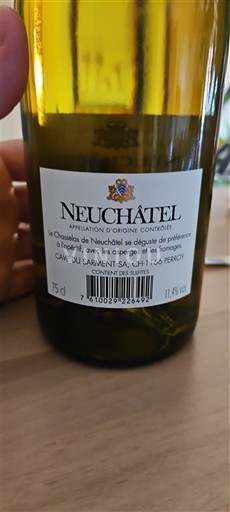 NEUCHÂTEL
APPELLATION D'ORIGINE CONTRÔLÉE
Le Chasselas de Neuchâtel se déguste de préférence
à l'apéritif, avec les asperges et les fromages.
CAVE DU SARMENT SA, CH-1166 PERROY
CONTIENT DES SULFITES
75 cl
7 610029 226492
11,4% vol.